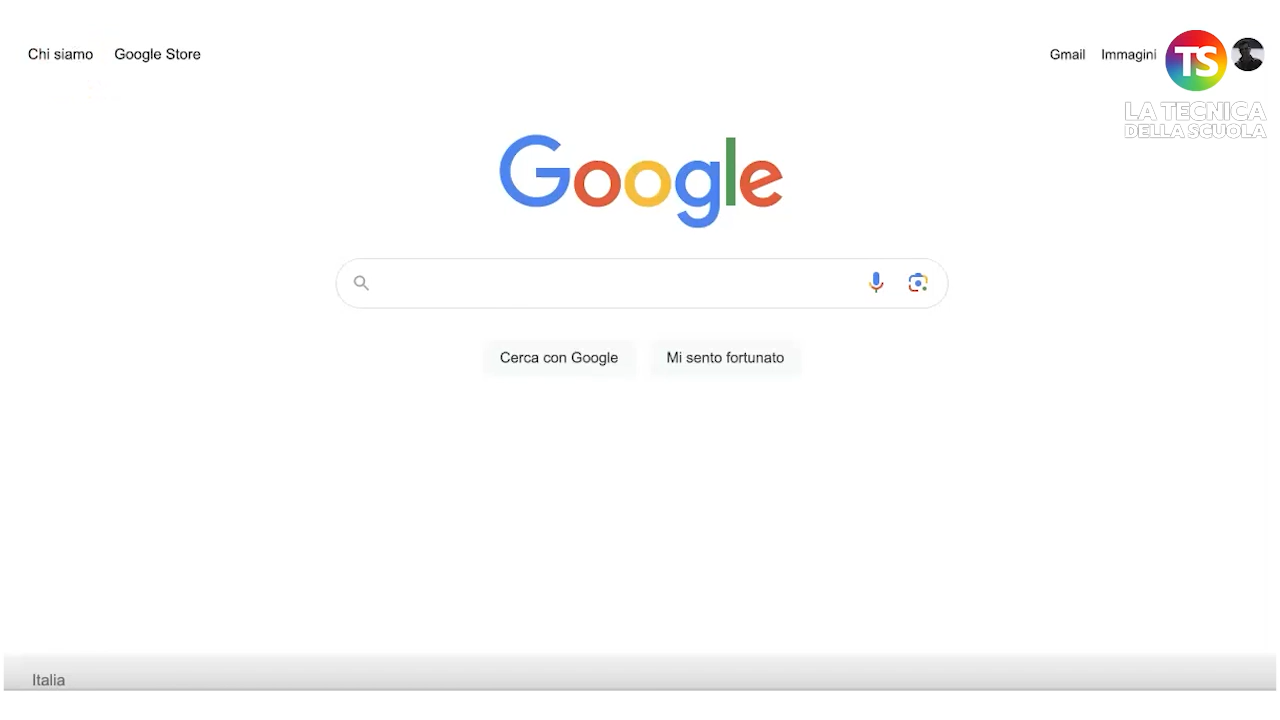 Chi siamo Google Store
Gmail Immagini
TS
LA TECNICA
DELLA SCUOLA
Google
Cerca con Google Mi sento fortunato
Italia